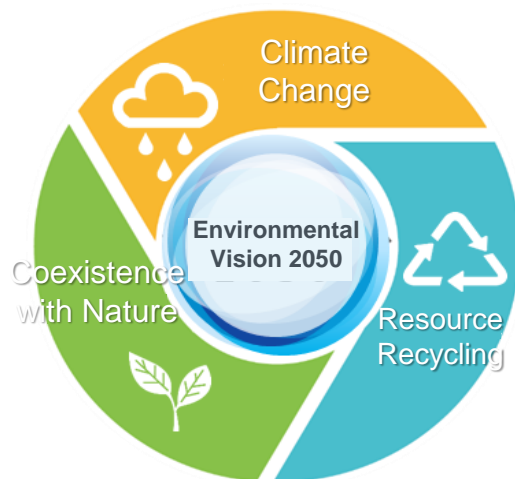 Climate
Change
Environmental
Vision 2050
Coexistence
with Nature
Resource
Recycling